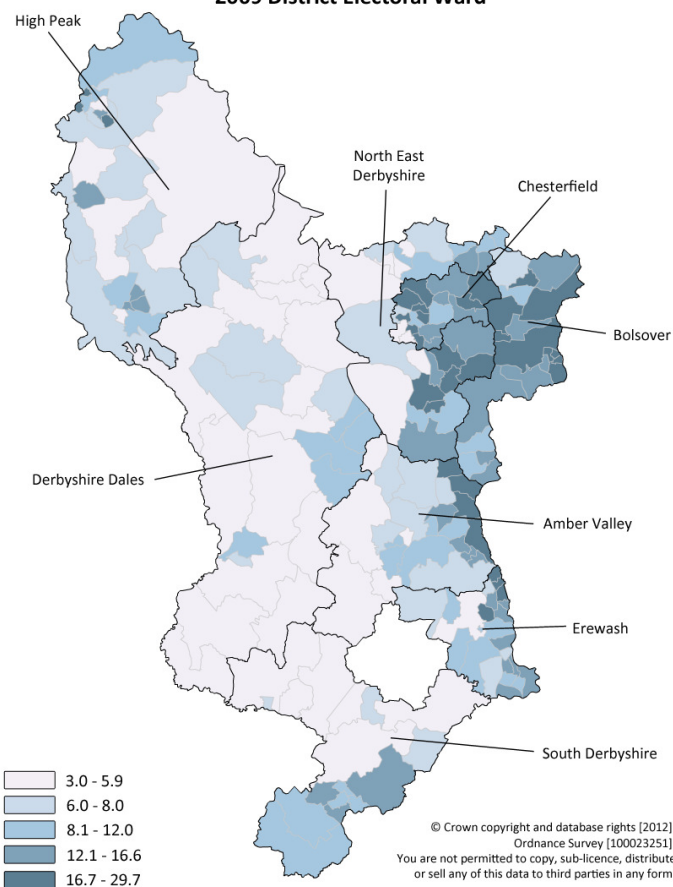 2009 District Electoral Ward
High Peak
North East
Derbyshire
Chesterfield
Bolsover
Derbyshire Dales
Amber Valley
Erewash
South Derbyshire
3.0 - 5.9
6.0 - 8.0
8.1 - 12.0
12.1 - 16.6
16.7 - 29.7
© Crown copyright and database rights [2012]
Ordnance Survey [100023251]
You are not permitted to copy, sub-licence, distribute
or sell any of this data to third parties in any form